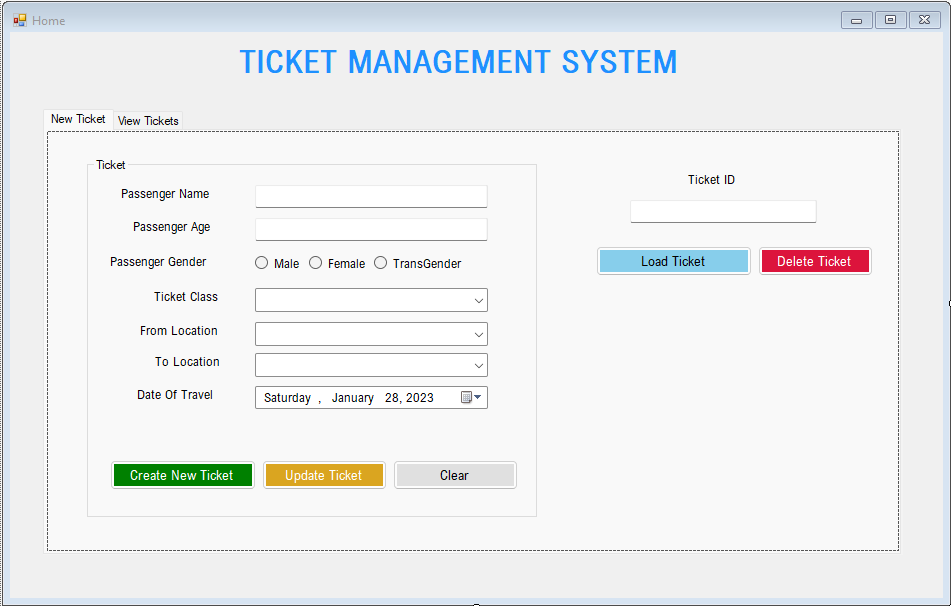 Home
TICKET MANAGEMENT SYSTEM
New Ticket View Tickets
Ticket
Passenger Name
Passenger Age
Passenger Gender Male Female TransGender
Ticket Class
From Location
To Location
Date Of Travel Saturday , January 28, 2023
Create New Ticket Update Ticket Clear
Ticket ID
Load Ticket Delete Ticket